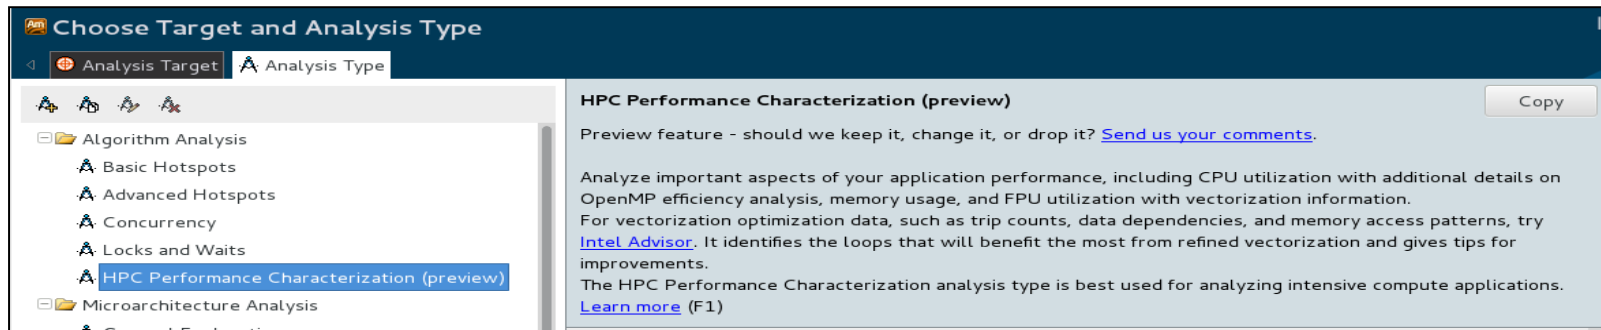 Am Choose Target and Analysis Type
Analysis Target Analysis Type
Algorithm Analysis
Basic Hotspots
Advanced Hotspots
Concurrency
Locks and Waits
HPC Performance Characterization (preview)
Microarchitecture Analysis
HPC Performance Characterization (preview)
Copy
Preview feature - should we keep it, change it, or drop it? Send us your comments.
Analyze important aspects of your application performance, including CPU utilization with additional details on
OpenMP efficiency analysis, memory usage, and FPU utilization with vectorization information.
For vectorization optimization data, such as trip counts, data dependencies, and memory access patterns, try
Intel Advisor. It identifies the loops that will benefit the most from refined vectorization and gives tips for
improvements.
The HPC Performance Characterization analysis type is best used for analyzing intensive compute applications.
Learn more (F1)